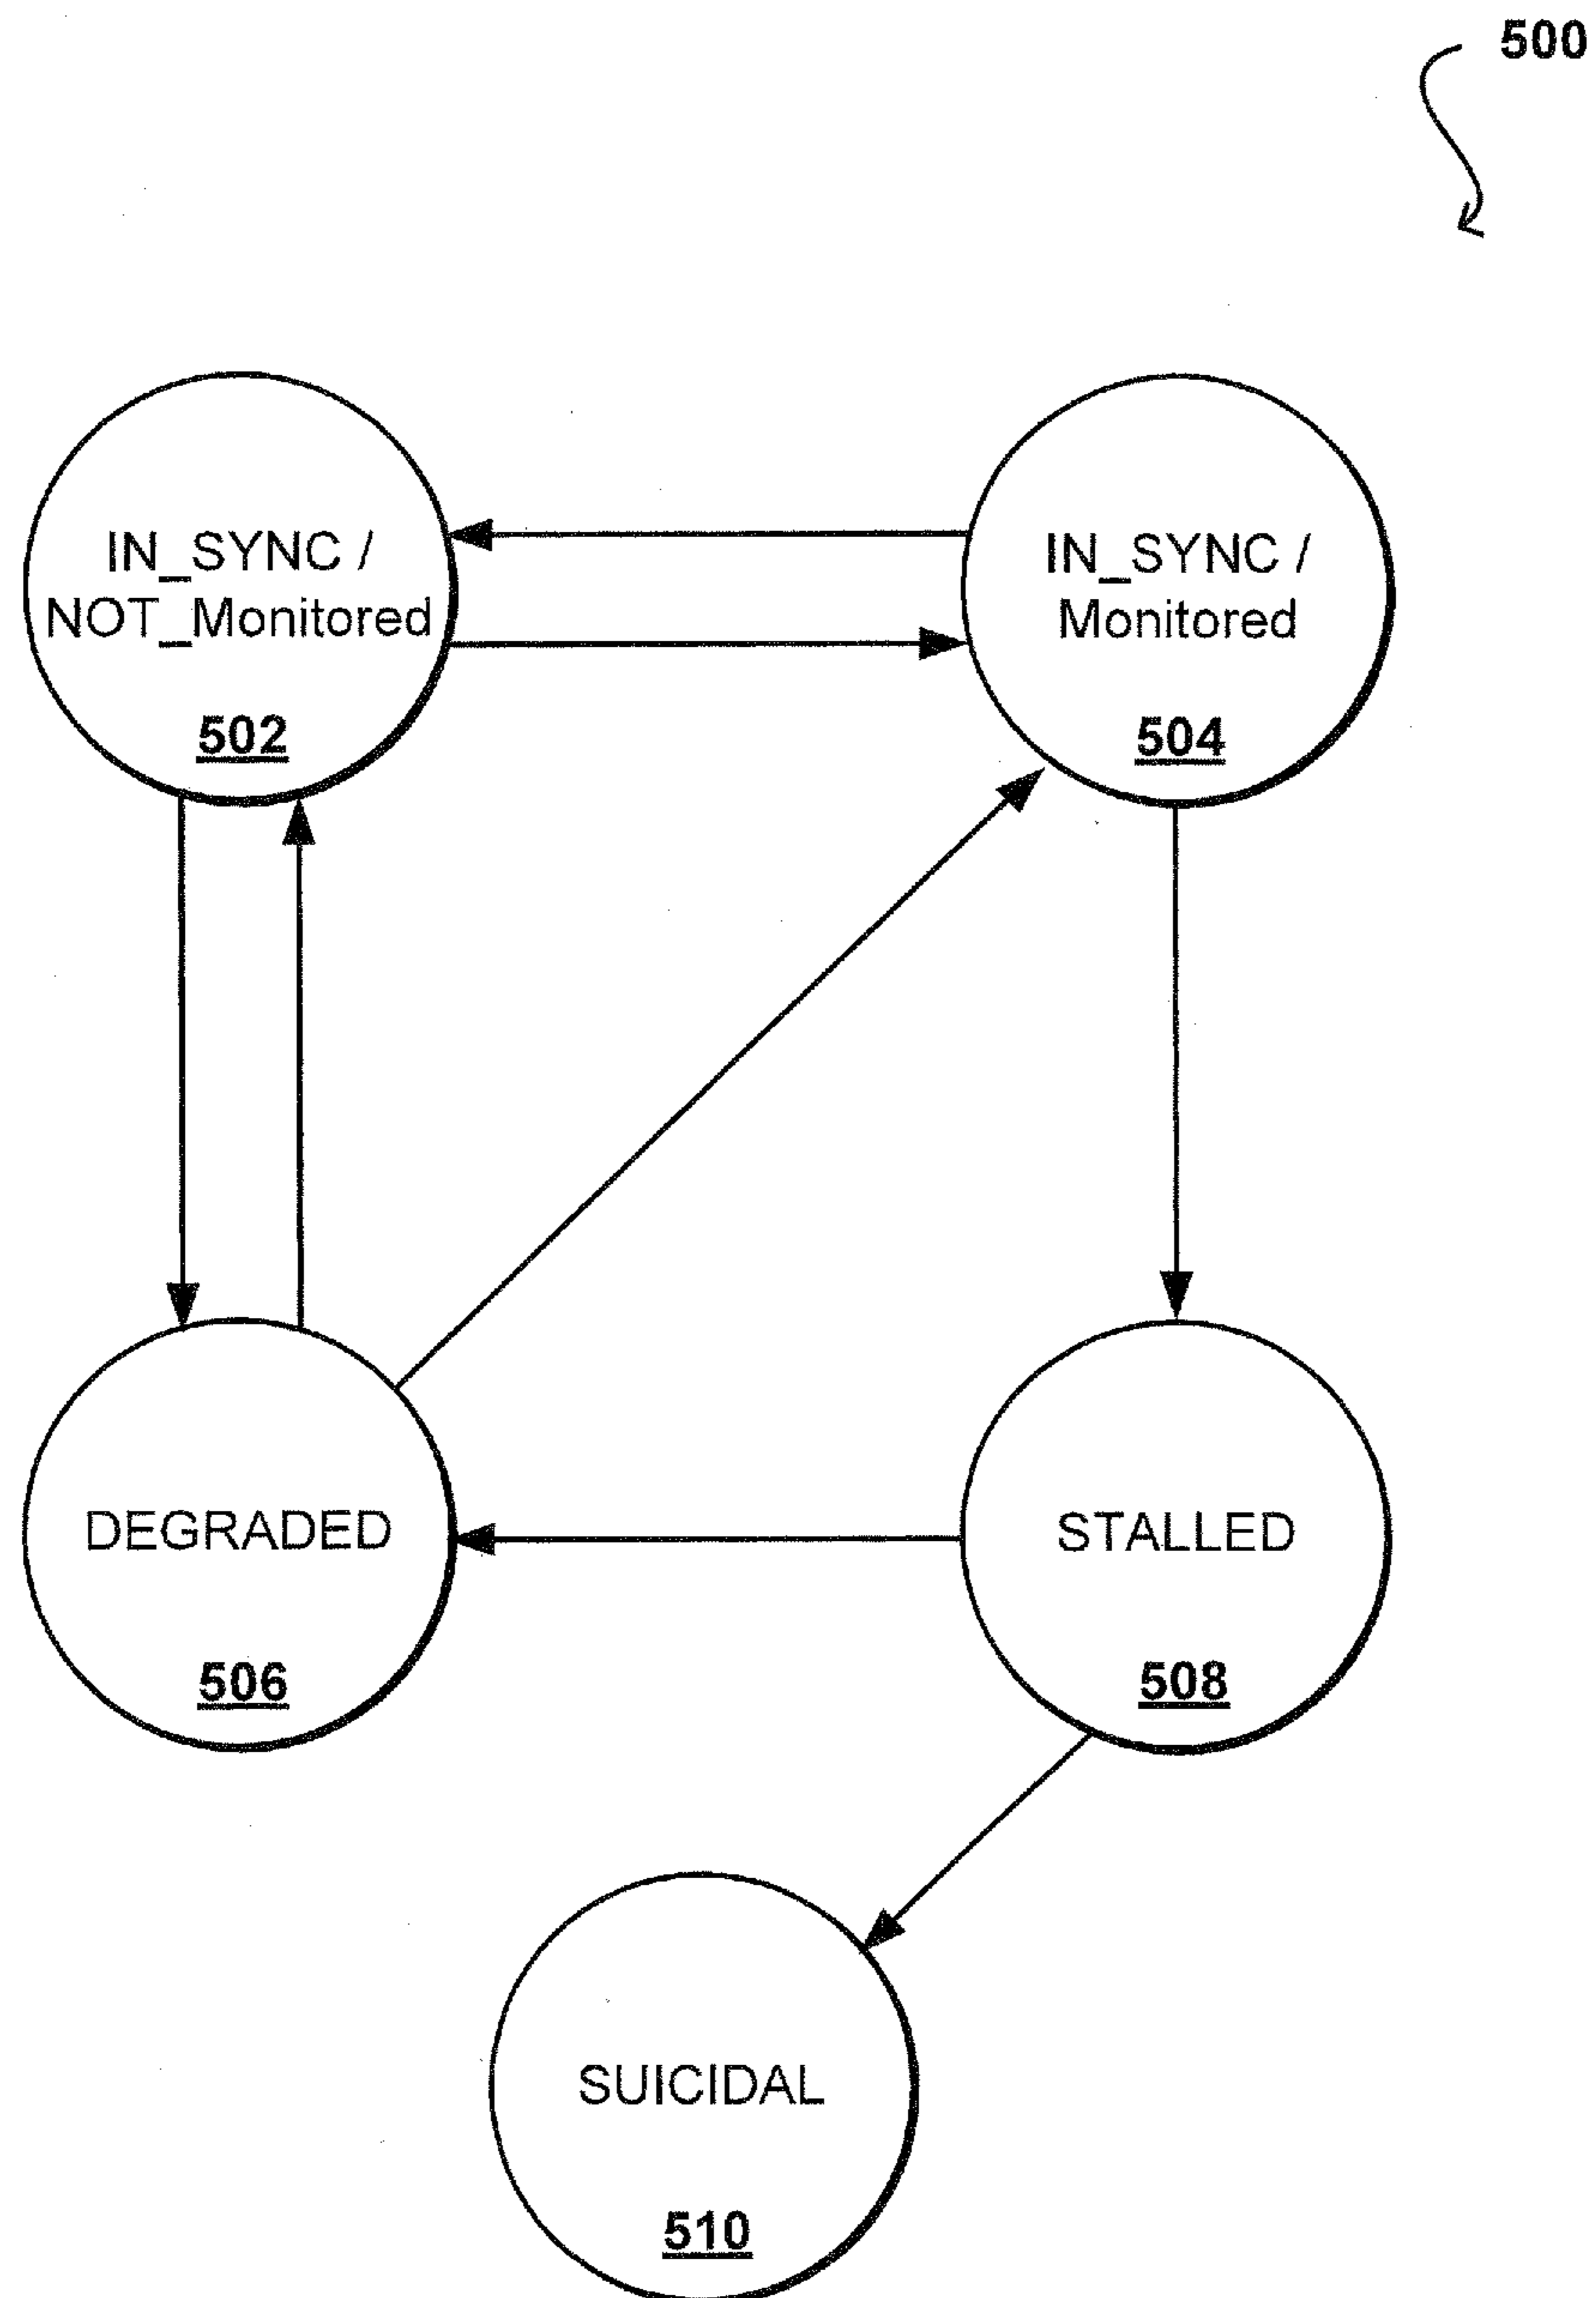 500
IN_SYNC /
NOT_Monitored
502
IN_SYNC /
Monitored
504
DEGRADED
506
STALLED
508
SUICIDAL
510